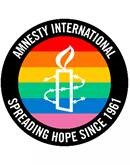 AMNESTY INTERNATIONAL
SPREADING HOPE SINCE 1961